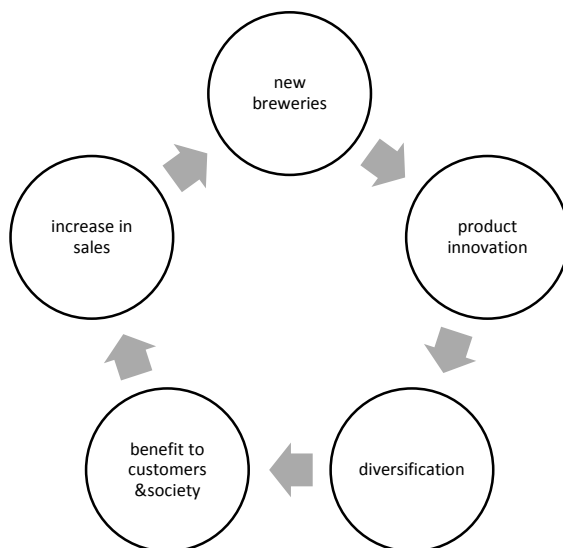 new
breweries
product
innovation
diversification
benefit to
customers
&society
increase in
sales